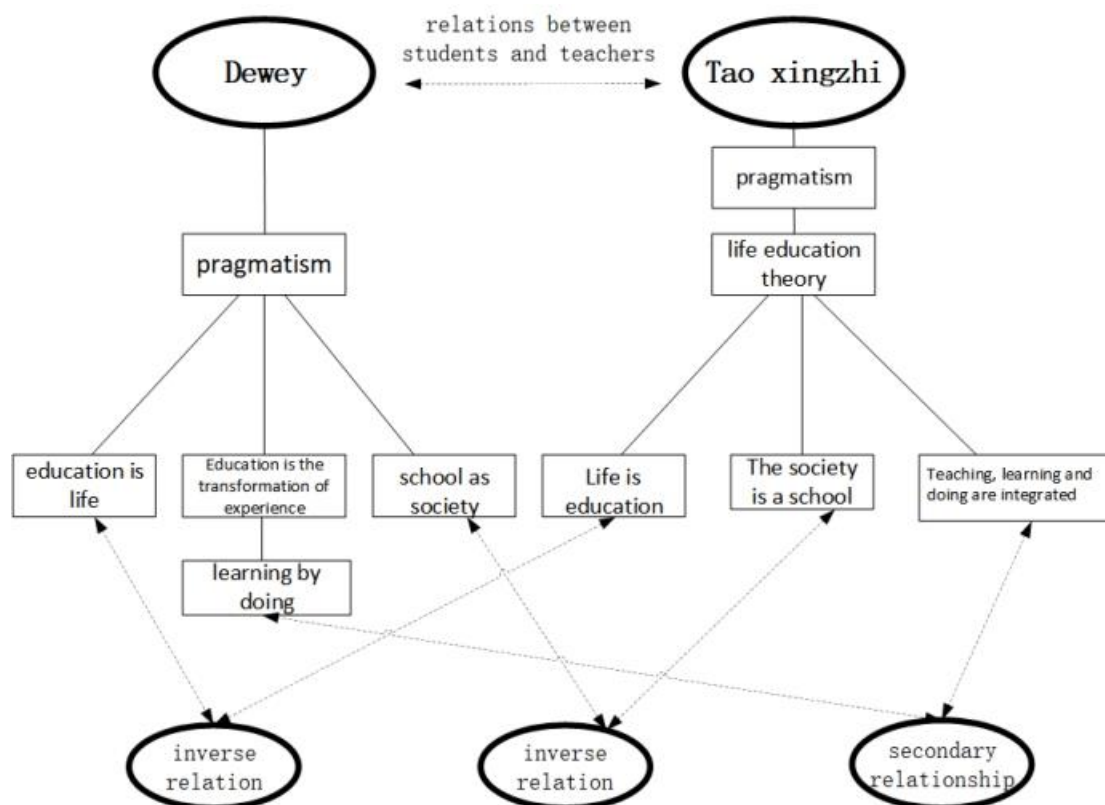 relations between
students and teachers
Dewey
Tao xingzhi
pragmatism
pragmatism
life education
theory
education is
life
Education is the
transformation of
experience
school as
society
Life is
education
The society
is a school
Teaching, learning and
doing are integrated
learning by
doing
inverse
relation
inverse
relation
secondary
relationship